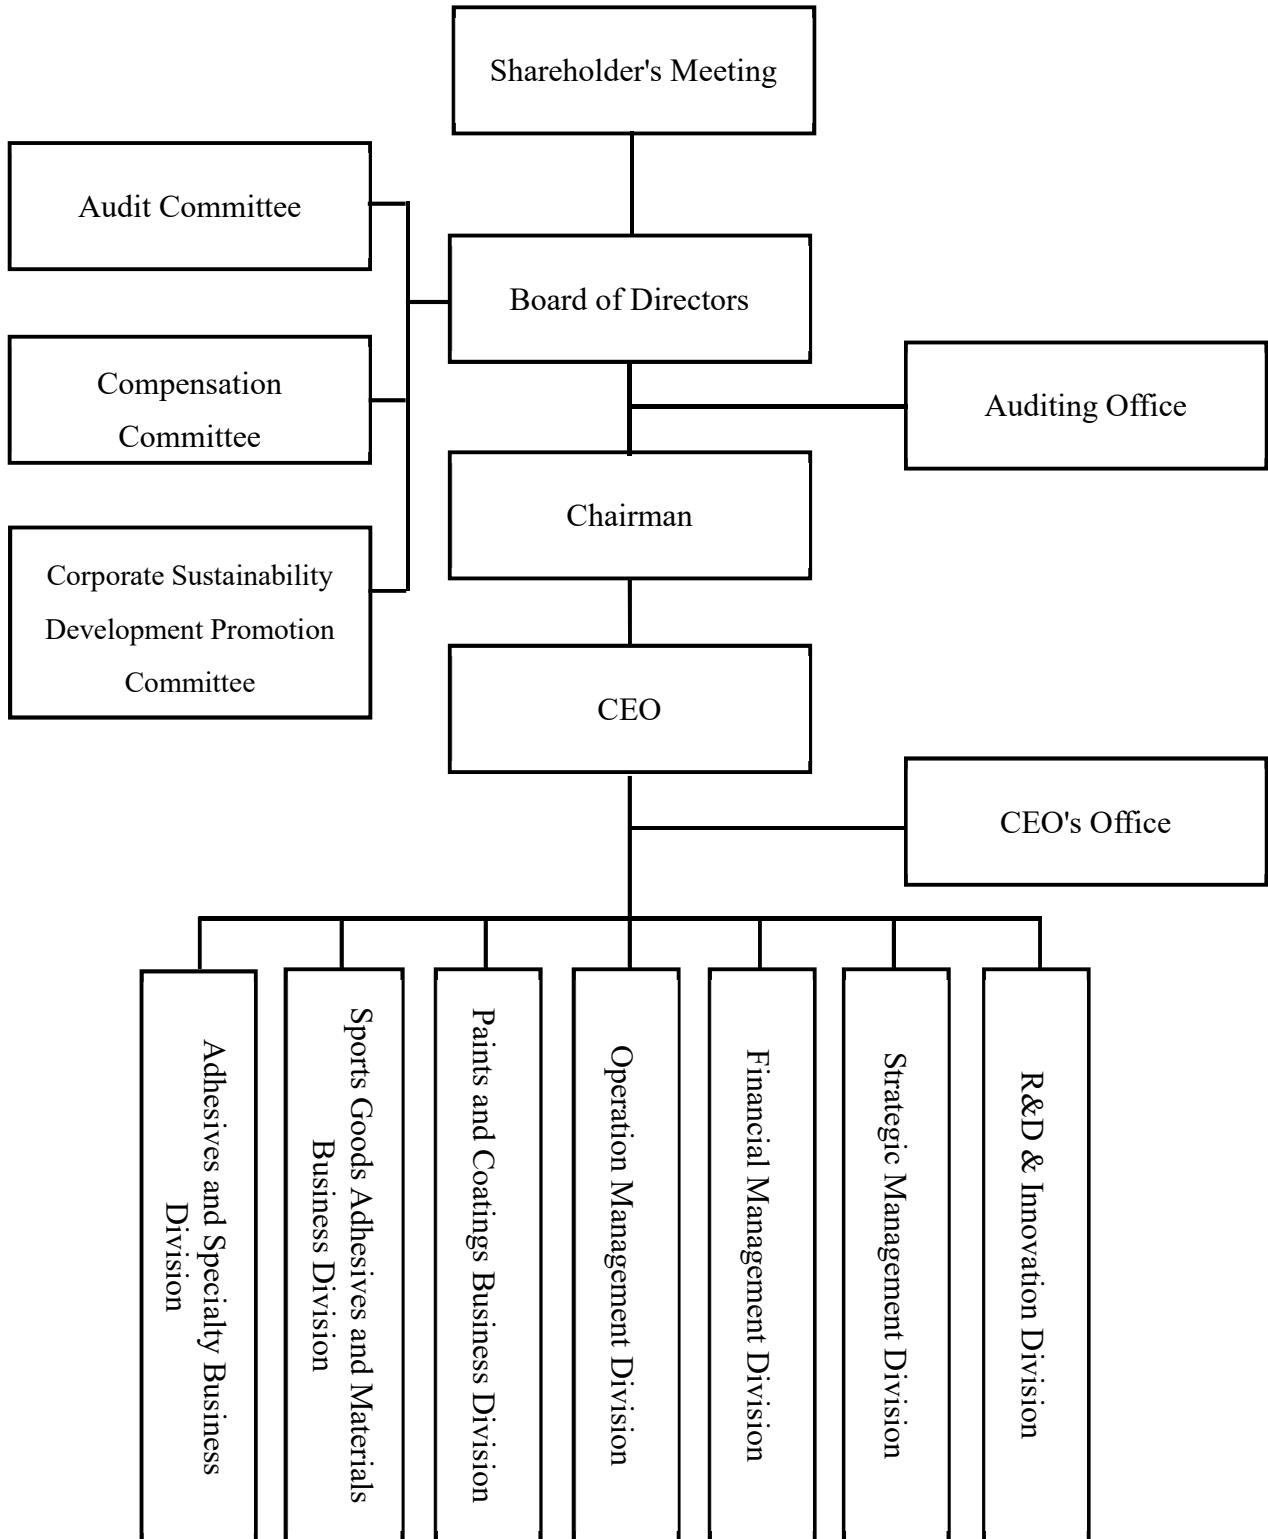 Shareholder's Meeting
Audit Committee
Board of Directors
Compensation
Committee
Auditing Office
Chairman
Corporate Sustainability
Development Promotion
Committee
CEO
CEO's Office
Adhesives and Specialty Business
Division
Sports Goods Adhesives and Materials
Business Division
Paints and Coatings Business Division
Operation Management Division
Financial Management Division
Strategic Management Division
R&D & Innovation Division